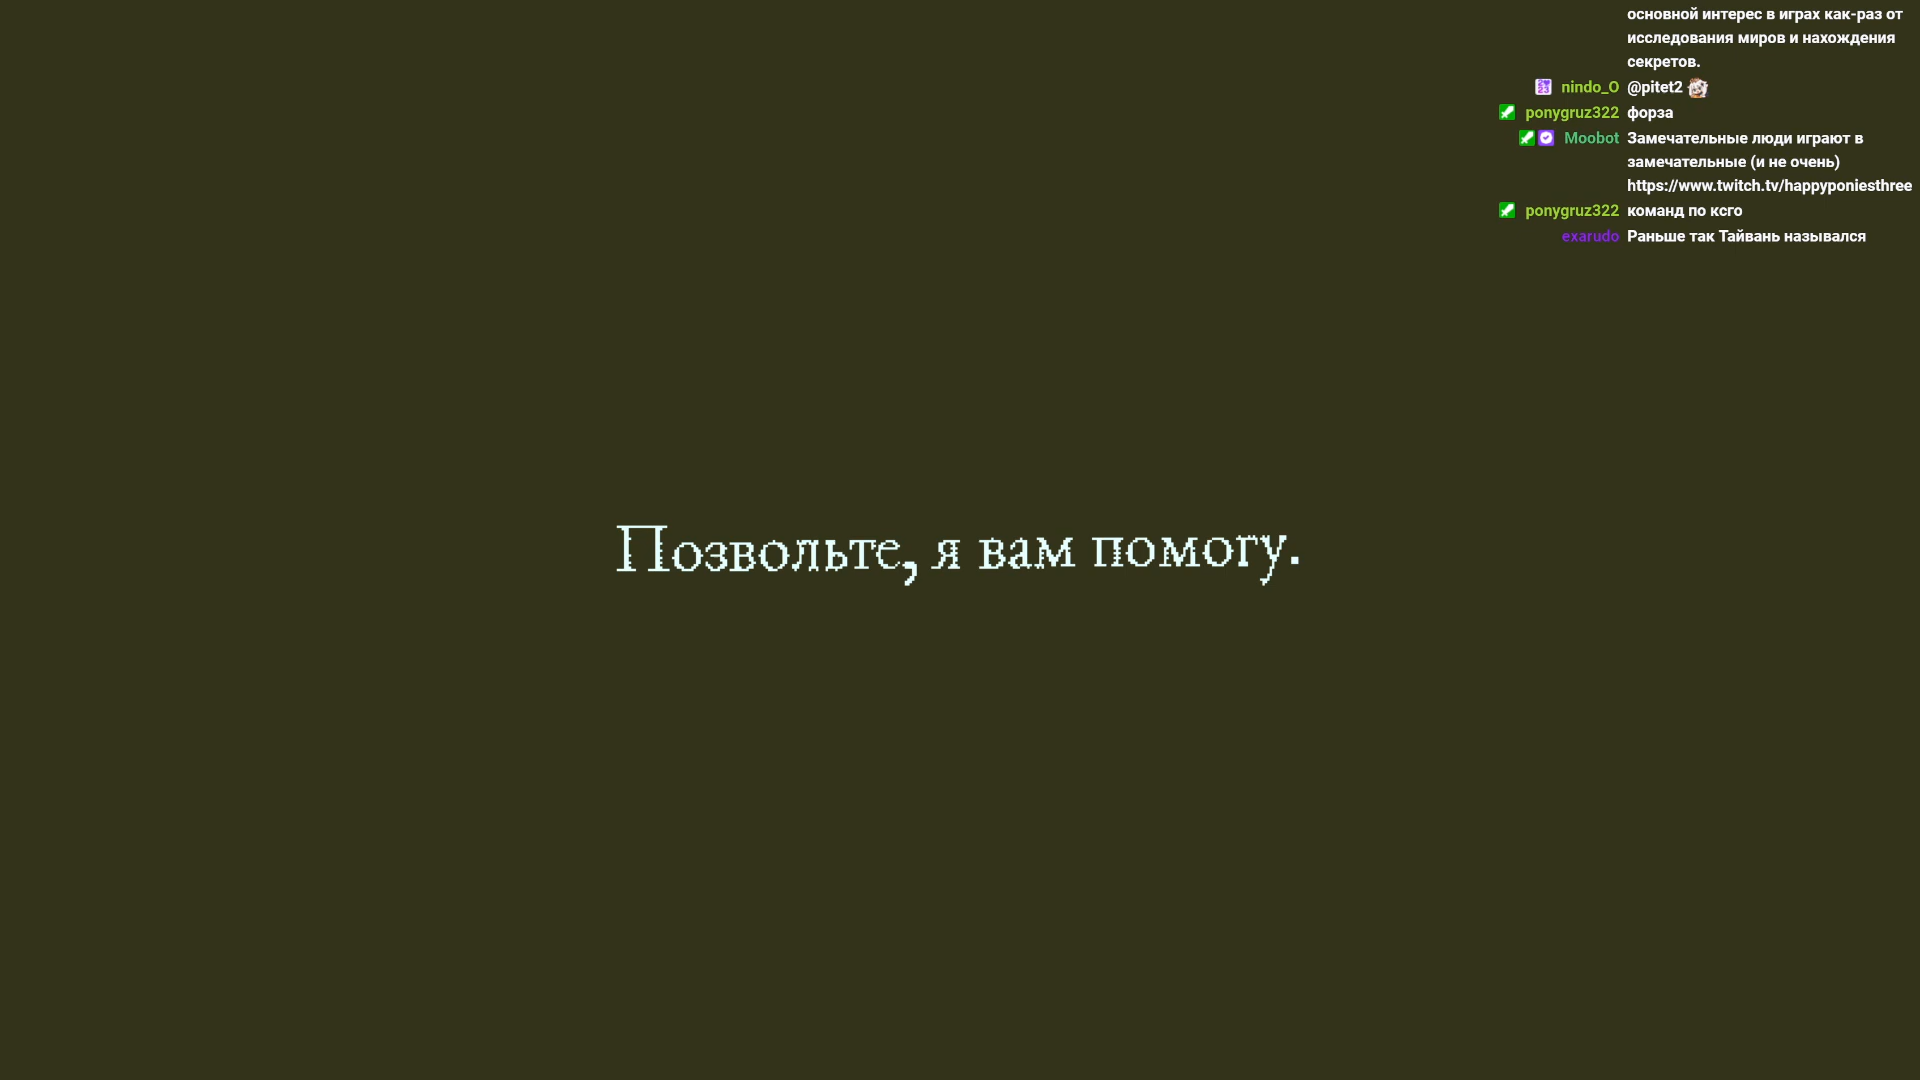 основной интерес в играх как-раз от
исследования миров и нахождения
секретов.
nindo_O @pitet2
ponygruz322 форза
Moobot Замечательные люди играют в
замечательные (и не очень)
https://www.twitch.tv/happyponiesthree
ponygruz322 команд по ксго
exarudo Раньше так Тайвань назывался
Позвольте, я вам помогу.